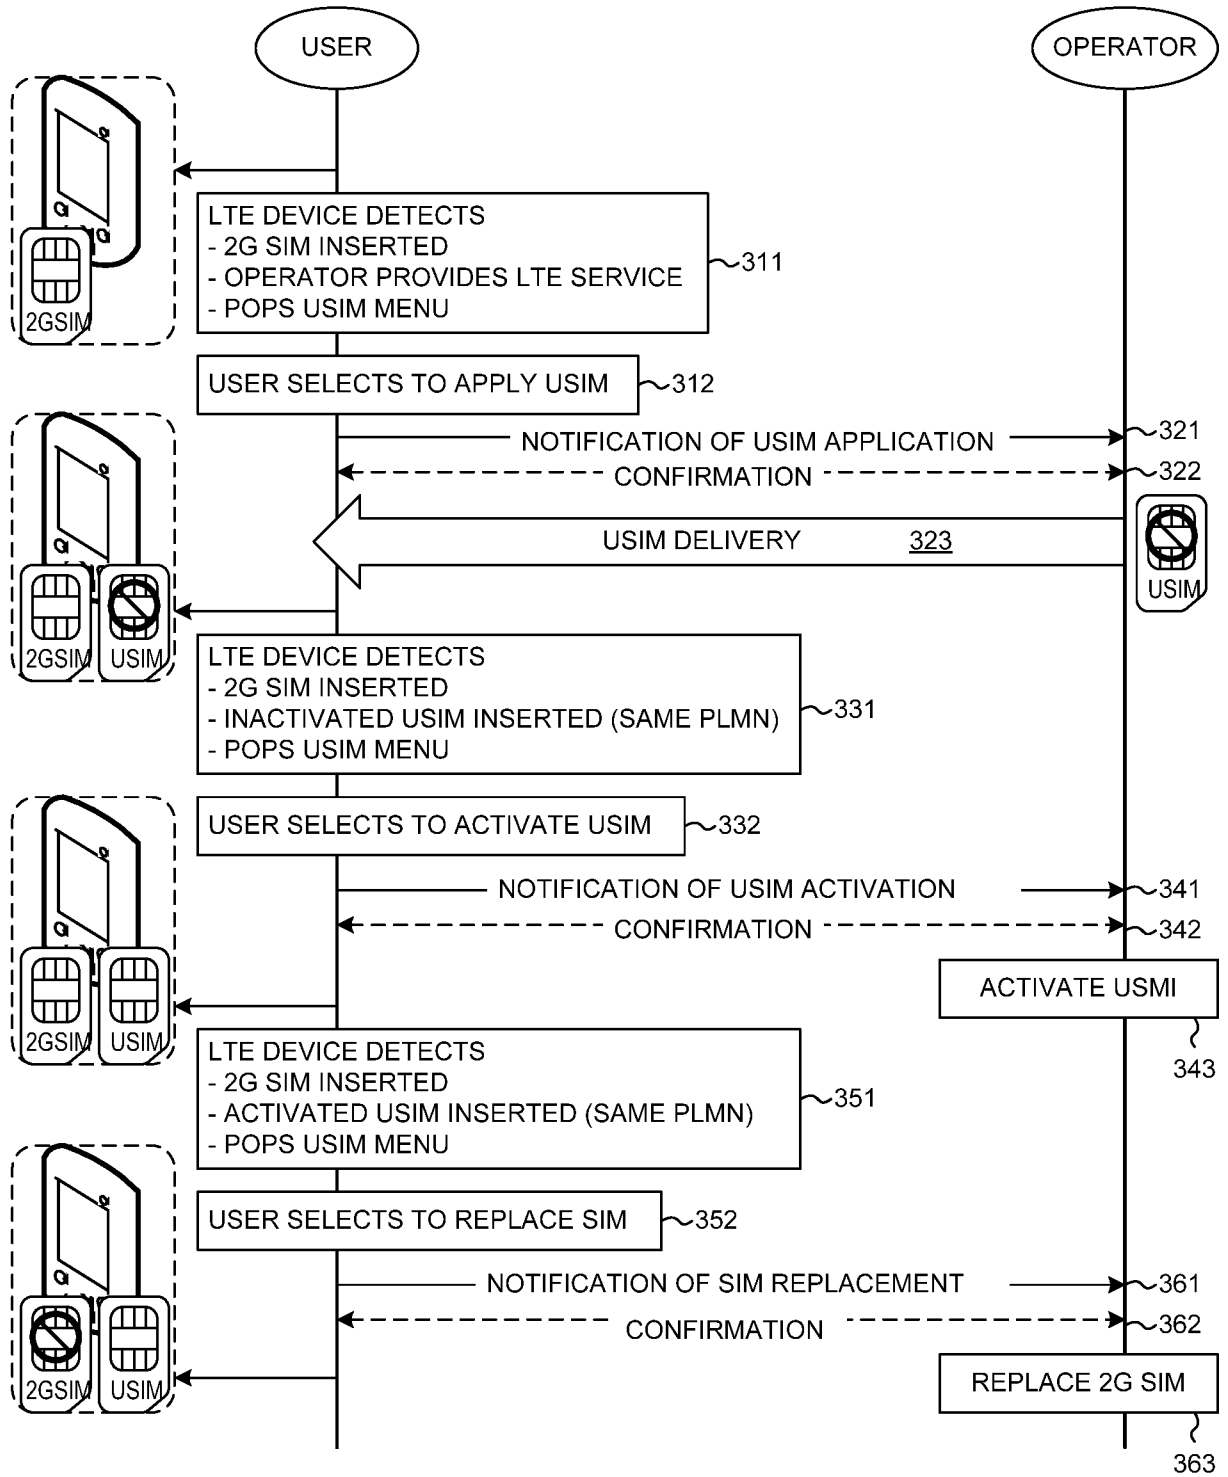 USER
OPERATOR
LTE DEVICE DETECTS
- 2G SIM INSERTED
- OPERATOR PROVIDES LTE SERVICE
- POPS USIM MENU
311
2GSIM
USER SELECTS TO APPLY USIM
312
NOTIFICATION OF USIM APPLICATION
321
CONFIRMATION
322
USIM DELIVERY 323
USIM
2GSIM
USIM
LTE DEVICE DETECTS
- 2G SIM INSERTED
- INACTIVATED USIM INSERTED (SAME PLMN)
- POPS USIM MENU
331
USER SELECTS TO ACTIVATE USIM
332
NOTIFICATION OF USIM ACTIVATION
341
CONFIRMATION
342
ACTIVATE USMI
343
2GSIM
USIM
LTE DEVICE DETECTS
- 2G SIM INSERTED
- ACTIVATED USIM INSERTED (SAME PLMN)
- POPS USIM MENU
351
USER SELECTS TO REPLACE SIM
352
NOTIFICATION OF SIM REPLACEMENT
361
CONFIRMATION
362
2GSIM
USIM
REPLACE 2G SIM
363